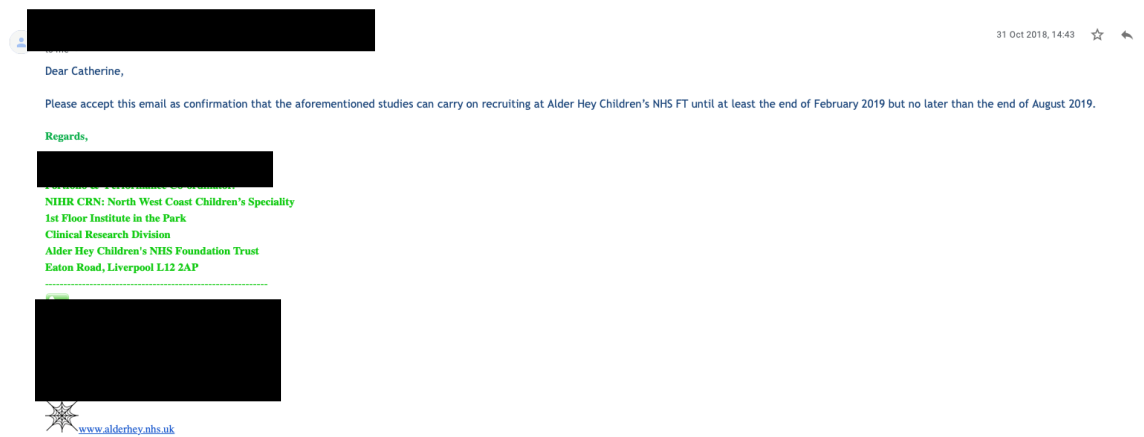 31 Oct 2018, 14:43
Dear Catherine,
Please accept this email as confirmation that the aforementioned studies can carry on recruiting at Alder Hey Children's NHS FT until at least the end of February 2019 but no later than the end of August 2019.
Regards,
Portfolio & Performance Co-ordinator
NIHR CRN: North West Coast Children's Speciality
1st Floor Institute in the Park
Clinical Research Division
Alder Hey Children's NHS Foundation Trust
Eaton Road, Liverpool L12 2AP
------------------------------------------------------------
www.alderhey.nhs.uk